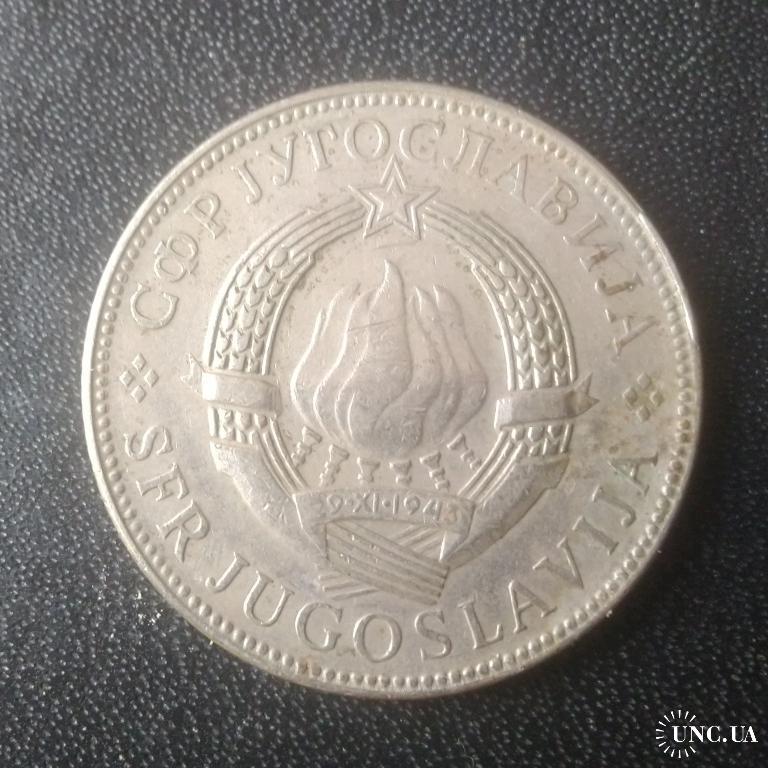 СФР ЈУГОСЛАВИЈА
29·XI·1943
SFR JUGOSLAVIJA
UNC.UA